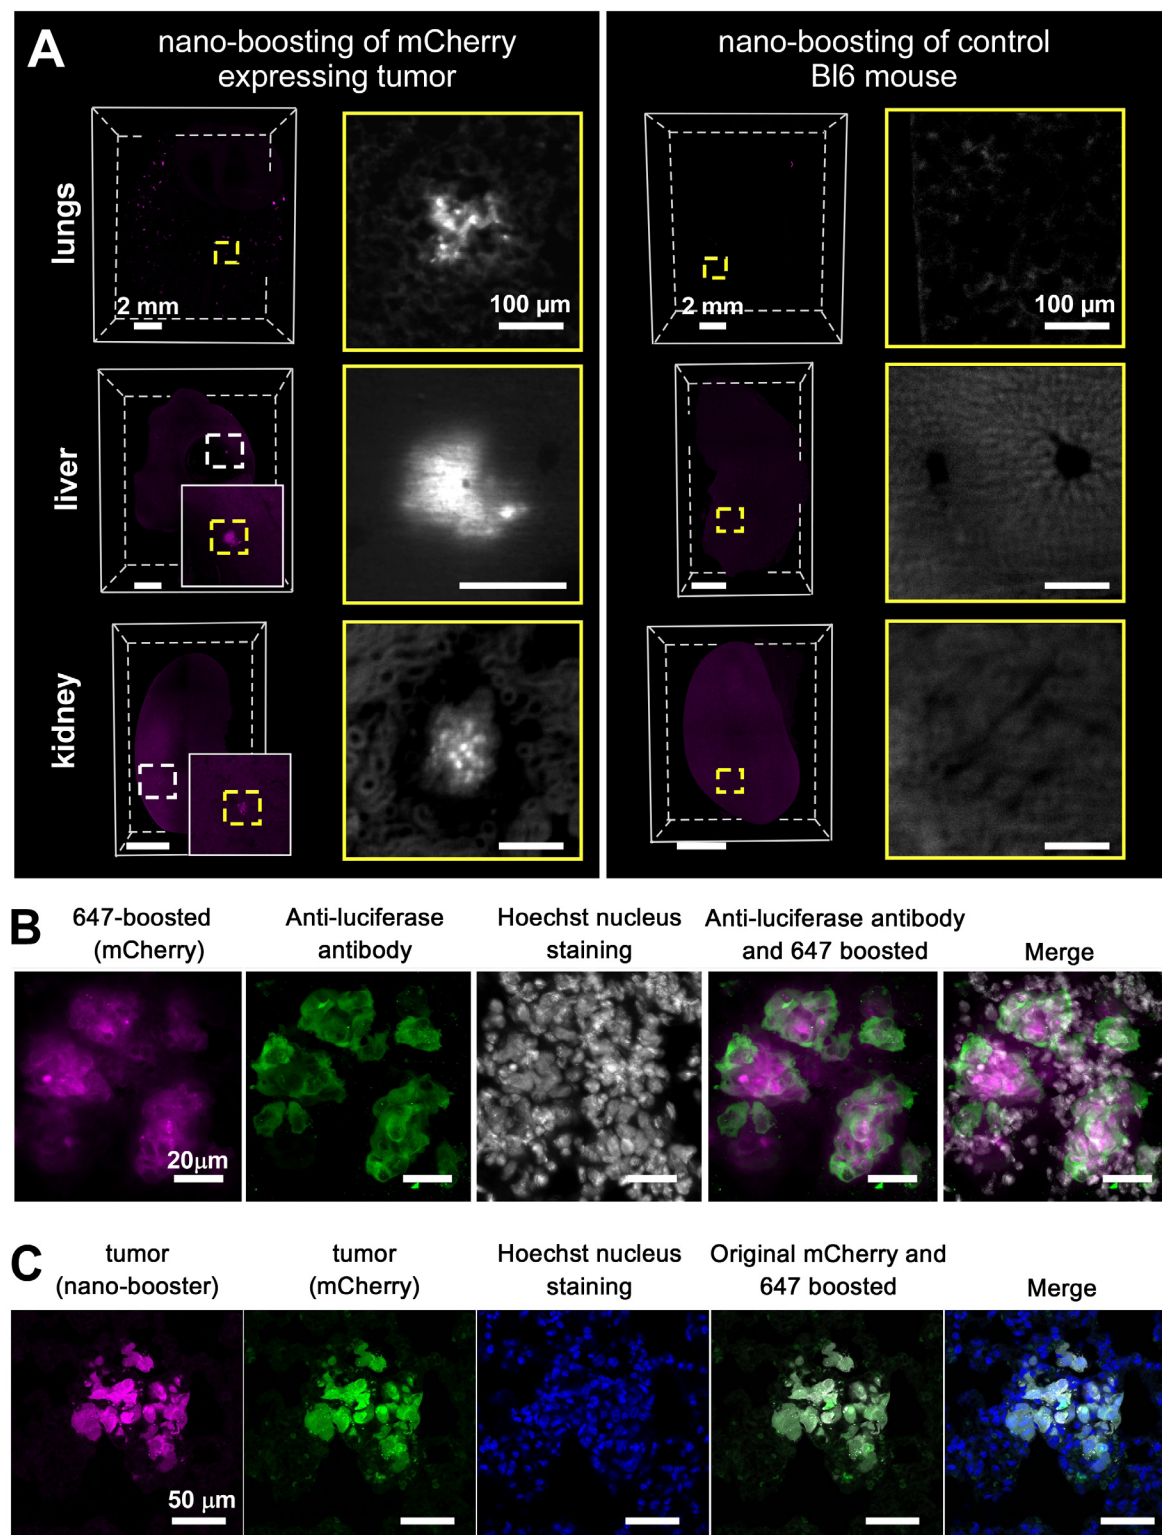 A
nano-boosting of mCherry
expressing tumor
nano-boosting of control
Bl6 mouse
lungs
2 mm
100 µm
2 mm
100 µm
liver
kidney
B
647-boosted
(mCherry)
Anti-luciferase
antibody
Hoechst nucleus
staining
Anti-luciferase antibody
and 647 boosted
Merge
20µm
C
tumor
(nano-booster)
tumor
(mCherry)
Hoechst nucleus
staining
Original mCherry and
647 boosted
Merge
50 µm